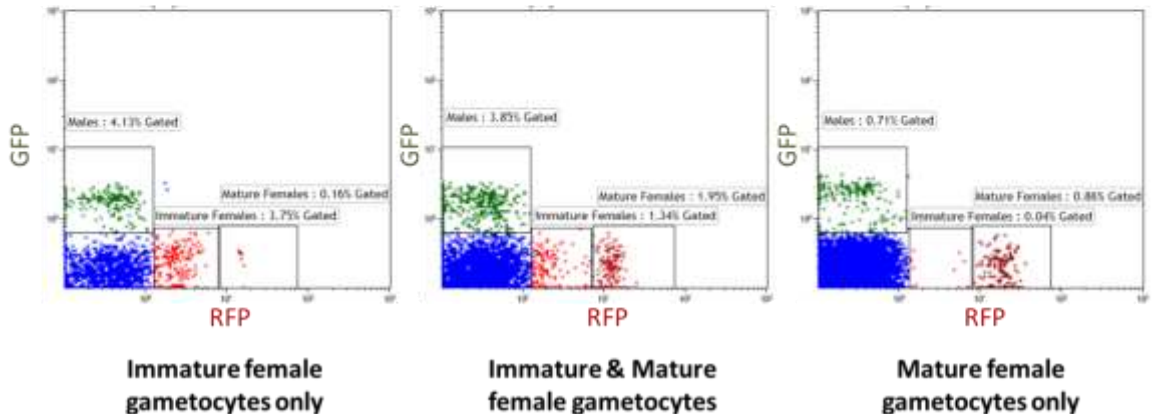 Males : 4.13% Gated
Mature Females : 0.16% Gated
Immature Females : 3.75% Gated
GFP
RFP
Immature female
gametocytes only
Males : 3.85% Gated
Mature Females : 1.95% Gated
Immature Females : 1.34% Gated
GFP
RFP
Immature & Mature
female gametocytes
Males : 0.71% Gated
Mature Females : 0.86% Gated
Immature Females : 0.04% Gated
GFP
RFP
Mature female
gametocytes only